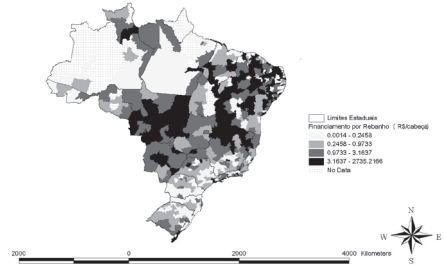 Limites Estaduais
Financiamento por Rebanho ( R$/cabeça)
0.0014 - 0.2458
0.2458 - 0.9733
0.9733 - 3.1637
3.1637 - 2735.2166
No Data
N
W E
S
2000 0 2000 4000 Kilometers